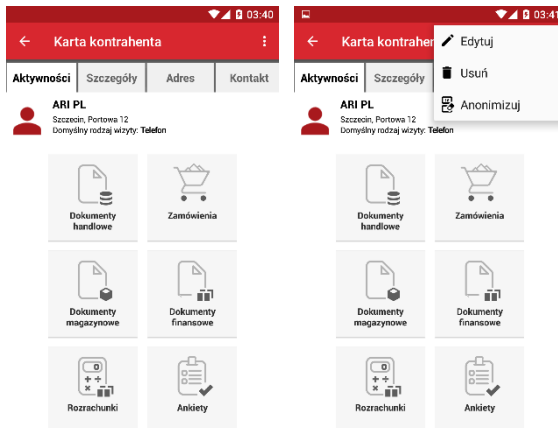 03:40
Karta kontrahenta
Aktywności Szczegóły Adres Kontakt
ARI PL
Szczecin, Portowa 12
Domyślny rodzaj wizyty: Telefon
Dokumenty
handlowe
Zamówienia
Dokumenty
magazynowe
Dokumenty
finansowe
Rozrachunki
Ankiety
03:41
Karta kontrahen
Edytuj
Usuń
Anonimizuj
Aktywności Szczegóły
ARI PL
Szczecin, Portowa 12
Domyślny rodzaj wizyty: Telefon
Dokumenty
handlowe
Zamówienia
Dokumenty
magazynowe
Dokumenty
finansowe
Rozrachunki
Ankiety